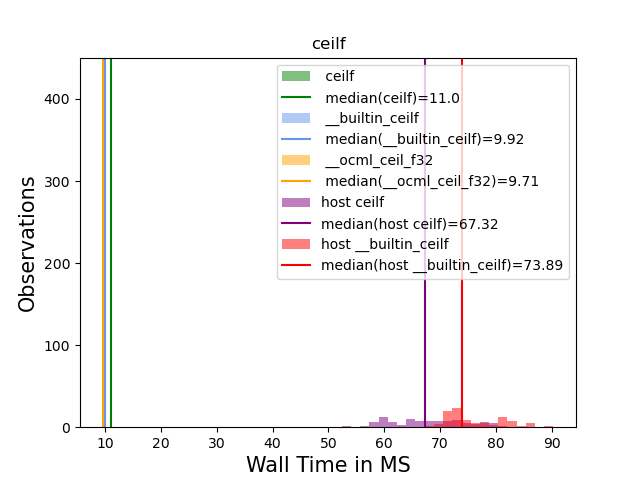 ceilf
Observations
400
300
200
100
0
ceilf
median(ceilf)=11.0
__builtin_ceilf
median(__builtin_ceilf)=9.92
__ocml_ceil_f32
median(__ocml_ceil_f32)=9.71
host ceilf
median(host ceilf)=67.32
host __builtin_ceilf
median(host __builtin_ceilf)=73.89
10 20 30 40 50 60 70 80 90
Wall Time in MS